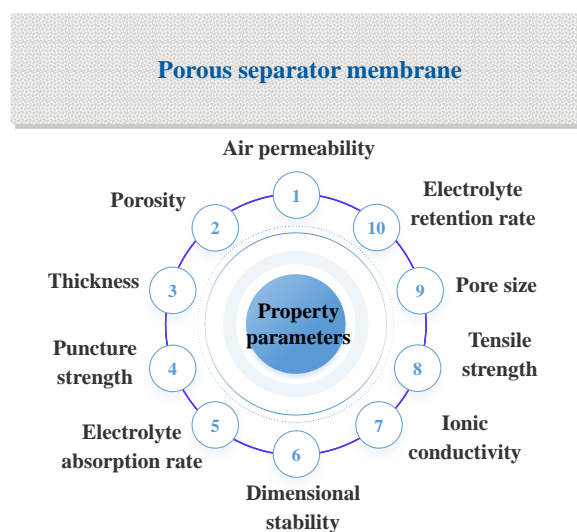 Porous separator membrane
Air permeability
1
Porosity
2
Thickness
3
Puncture
strength
4
Electrolyte
absorption rate
5
Dimensional
stability
6
Ionic
conductivity
7
Tensile
strength
8
Pore size
9
Electrolyte
retention rate
10
Property
parameters